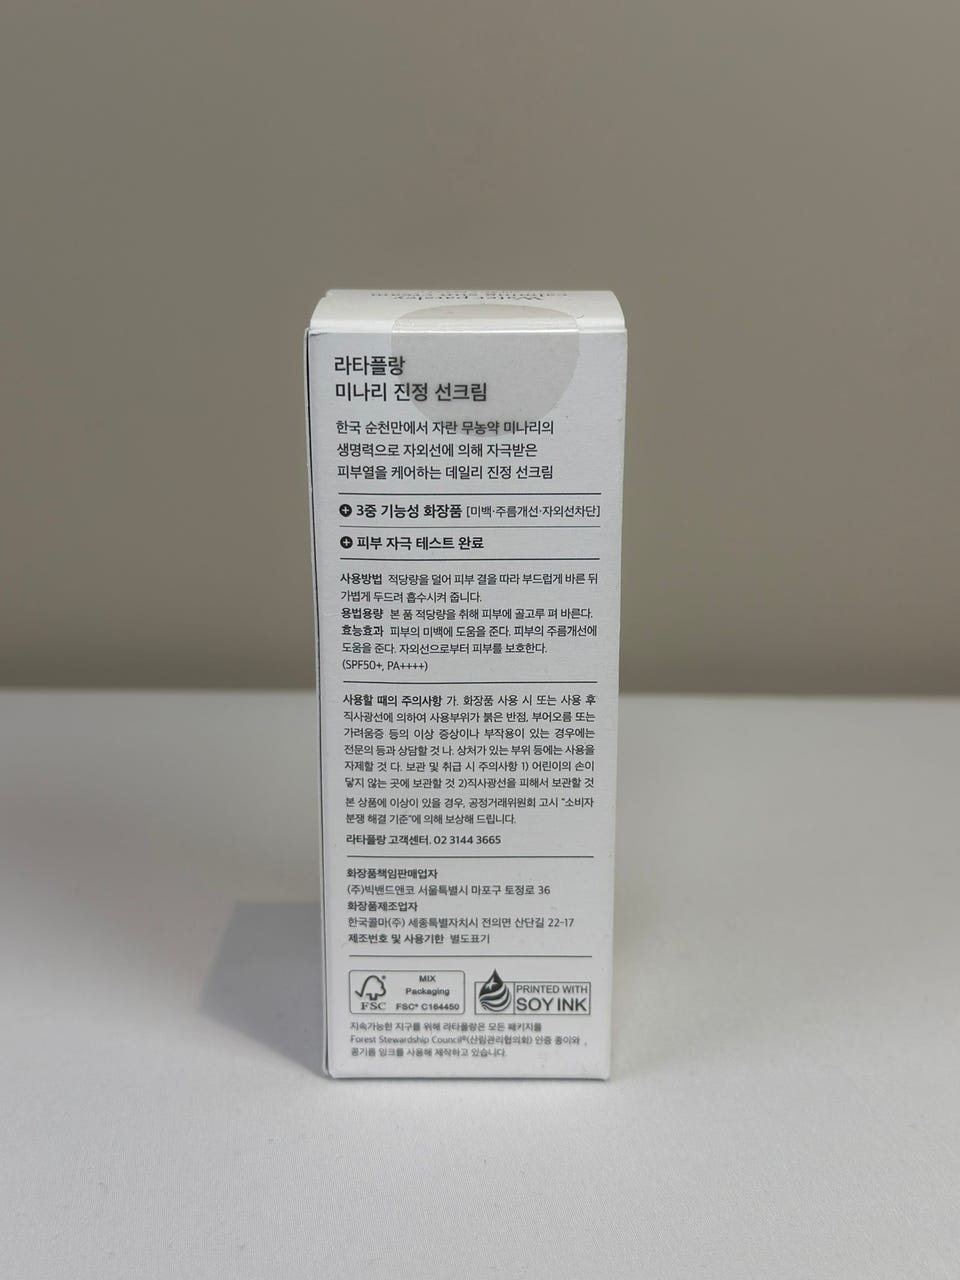 Water parsley
calming sun cream
라타플랑
미나리 진정 선크림
한국 순천만에서 자란 무농약 미나리의
생명력으로 자외선에 의해 자극받은
피부열을 케어하는 데일리 진정 선크림
3중 기능성 화장품 [미백·주름개선·자외선차단]
피부 자극 테스트 완료
사용방법 적당량을 덜어 피부 결을 따라 부드럽게 바른 뒤
가볍게 두드려 흡수시켜 줍니다.
용법용량 본 품 적당량을 취해 피부에 골고루 펴 바른다.
효능효과 피부의 미백에 도움을 준다. 피부의 주름개선에
도움을 준다. 자외선으로부터 피부를 보호한다.
(SPF50+, PA++++)
사용할 때의 주의사항 가. 화장품 사용 시 또는 사용 후
직사광선에 의하여 사용부위가 붉은 반점, 부어오름 또는
가려움증 등의 이상 증상이나 부작용이 있는 경우에는
전문의 등과 상담할 것 나. 상처가 있는 부위 등에는 사용을
자제할 것 다. 보관 및 취급 시 주의사항 1) 어린이의 손이
닿지 않는 곳에 보관할 것 2)직사광선을 피해서 보관할 것
본 상품에 이상이 있을 경우, 공정거래위원회 고시 "소비자
분쟁 해결 기준"에 의해 보상해 드립니다.
라타플랑 고객센터. 02 3144 3665
화장품책임판매업자
(주)빅밴드앤코 서울특별시 마포구 토정로 36
화장품제조업자
한국콜마(주) 세종특별자치시 전의면 산단길 22-17
제조번호 및 사용기한 별도표기
FSC
MIX
Packaging
FSC® C164450
PRINTED WITH
SOY INK
지속가능한 지구를 위해 라타플랑은 모든 패키지를
Forest Stewardship Council®(산림관리협의회) 인증 종이와
콩기름 잉크를 사용해 제작하고 있습니다.